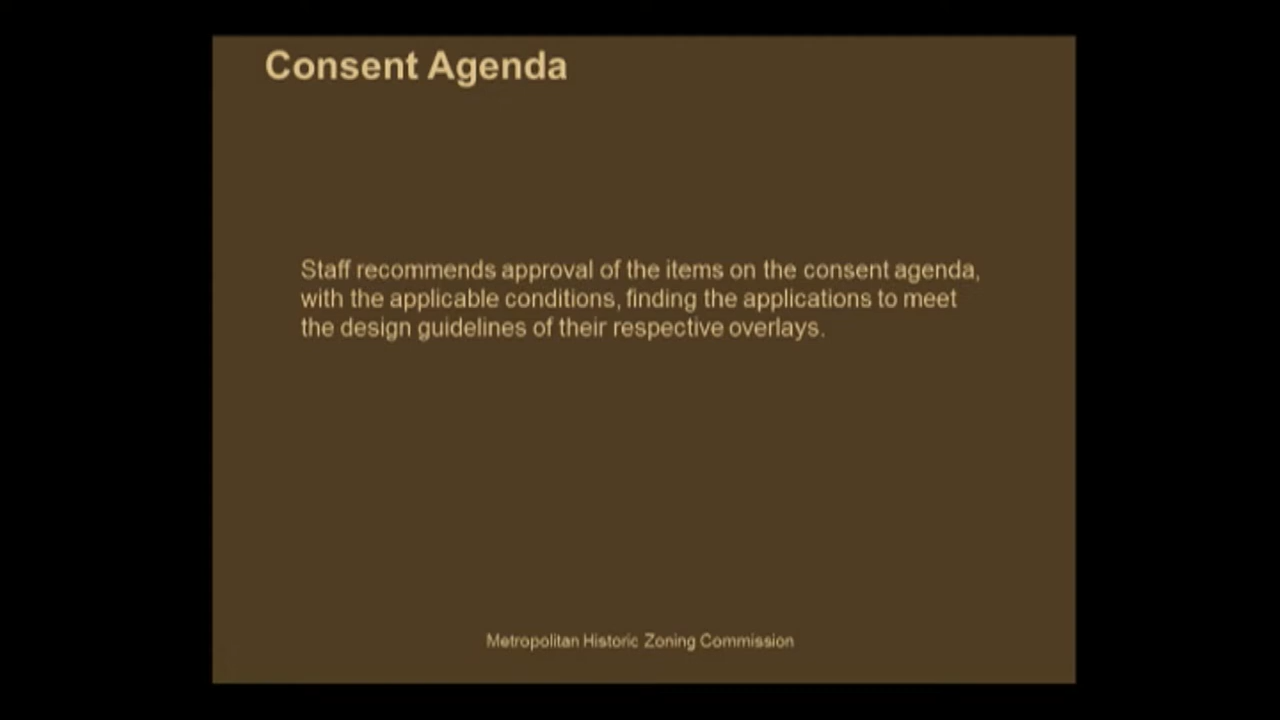 Consent Agenda
Staff recommends approval of the items on the consent agenda,
with the applicable conditions, finding the applications to meet
the design guidelines of their respective overlays.
Metropolitan Historic Zoning Commission